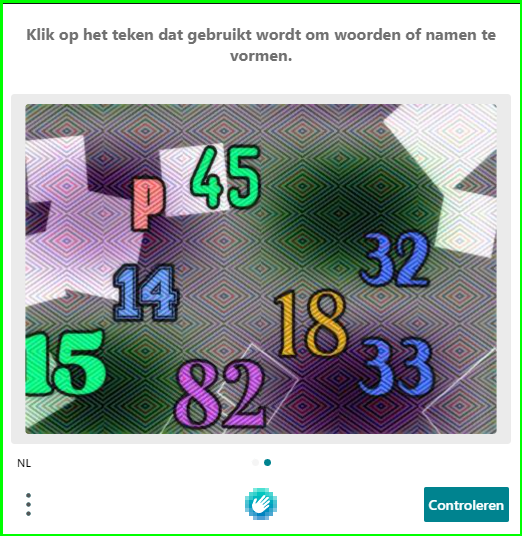 Klik op het teken dat gebruikt wordt om woorden of namen te
vormen.
45
p
32
14
18
15
33
82
NL
Controleren